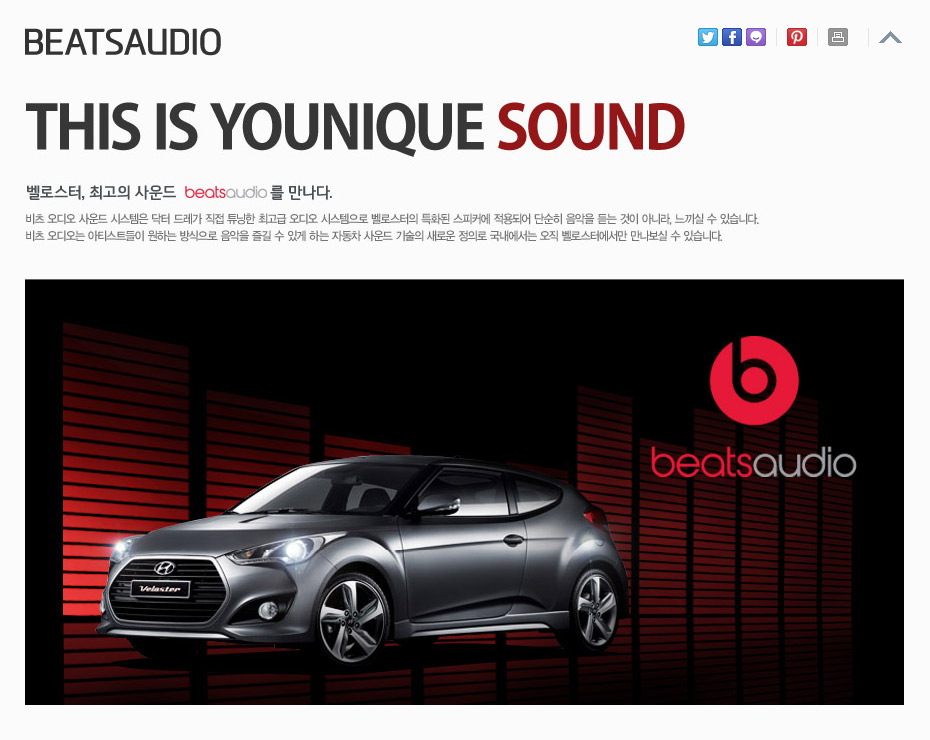 BEATSAUDIO
THIS IS YOUNIQUE SOUND
벨로스터, 최고의 사운드 beatsaudio 를 만나다.
비츠 오디오 사운드 시스템은 닥터 드레가 직접 튜닝한 최고급 오디오 시스템으로 벨로스터의 특화된 스피커에 적용되어 단순히 음악을 듣는 것이 아니라, 느끼실 수 있습니다.
비츠 오디오는 아티스트들이 원하는 방식으로 음악을 즐길 수 있게 하는 자동차 사운드 기술의 새로운 정의로 국내에서는 오직 벨로스터에서만 만나보실 수 있습니다.
b
beatsaudio
Veloster